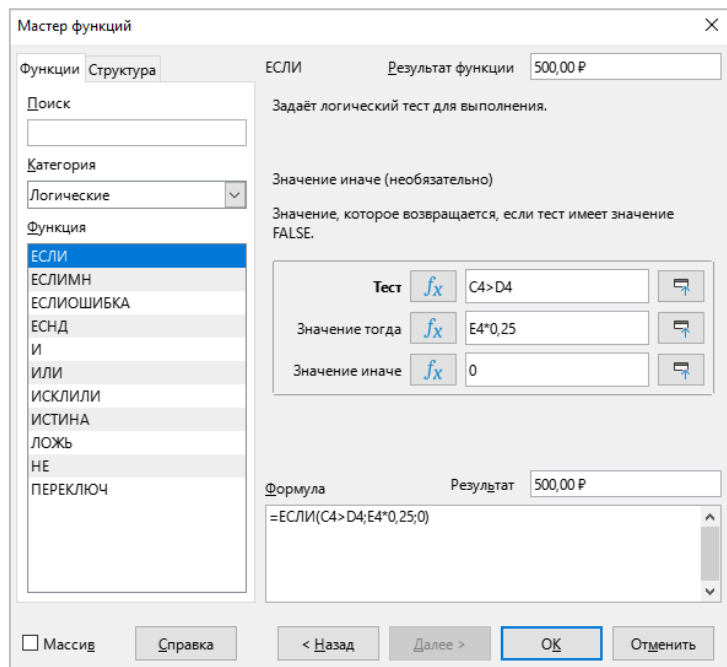 Мастер функций
Функции Структура
Поиск
Категория
Логические
Функция
ЕСЛИ
ЕСЛИМН
ЕСЛИОШИБКА
ЕСНД
И
ИЛИ
ИСКЛИЛИ
ИСТИНА
ЛОЖЬ
НЕ
ПЕРЕКЛЮЧ
ЕСЛИ Результат функции 500,00 ₽
Задаёт логический тест для выполнения.
Значение иначе (необязательно)
Значение, которое возвращается, если тест имеет значение
FALSE.
Тест fx C4>D4
Значение тогда fx E4*0,25
Значение иначе fx 0
Формула Результат 500,00 ₽
=ЕСЛИ(C4>D4;E4*0,25;0)
Массив Справка < Назад Далее > ОК Отменить